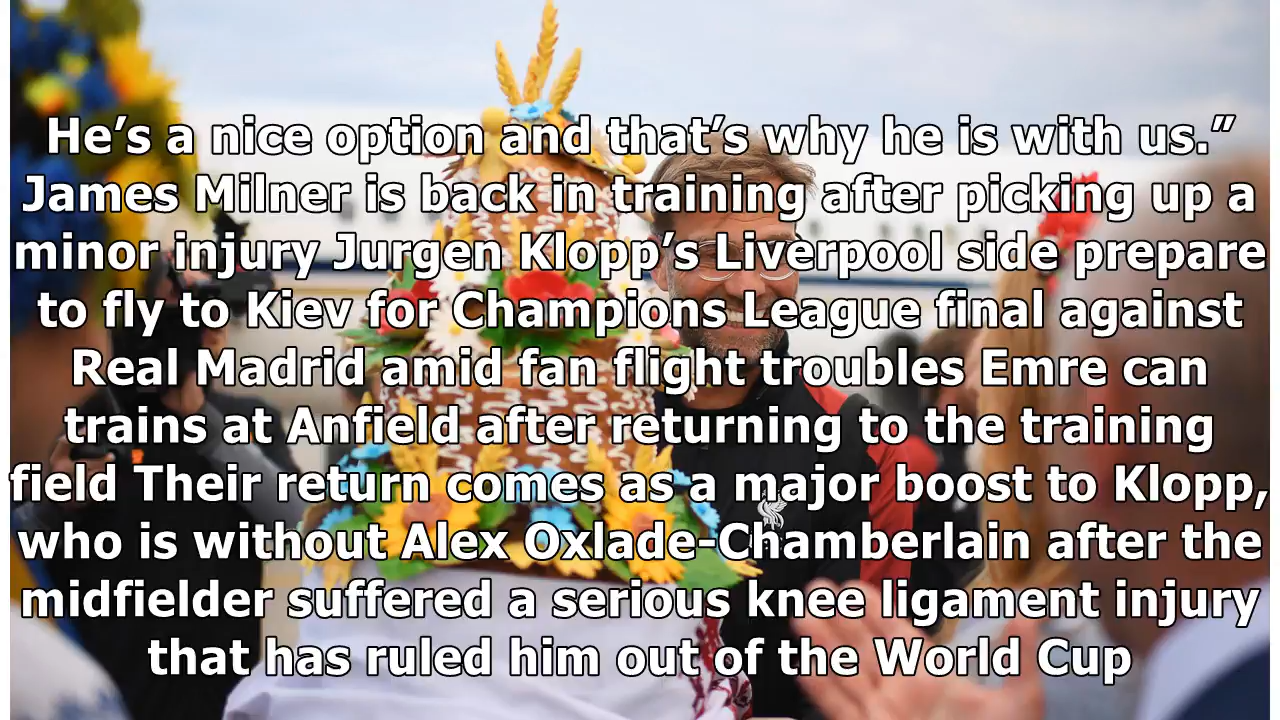 He’s a nice option and that’s why he is with us.”
James Milner is back in training after picking up a
minor injury Jurgen Klopp’s Liverpool side prepare
to fly to Kiev for Champions League final against
Real Madrid amid fan flight troubles Emre can
trains at Anfield after returning to the training
field Their return comes as a major boost to Klopp,
who is without Alex Oxlade-Chamberlain after the
midfielder suffered a serious knee ligament injury
that has ruled him out of the World Cup